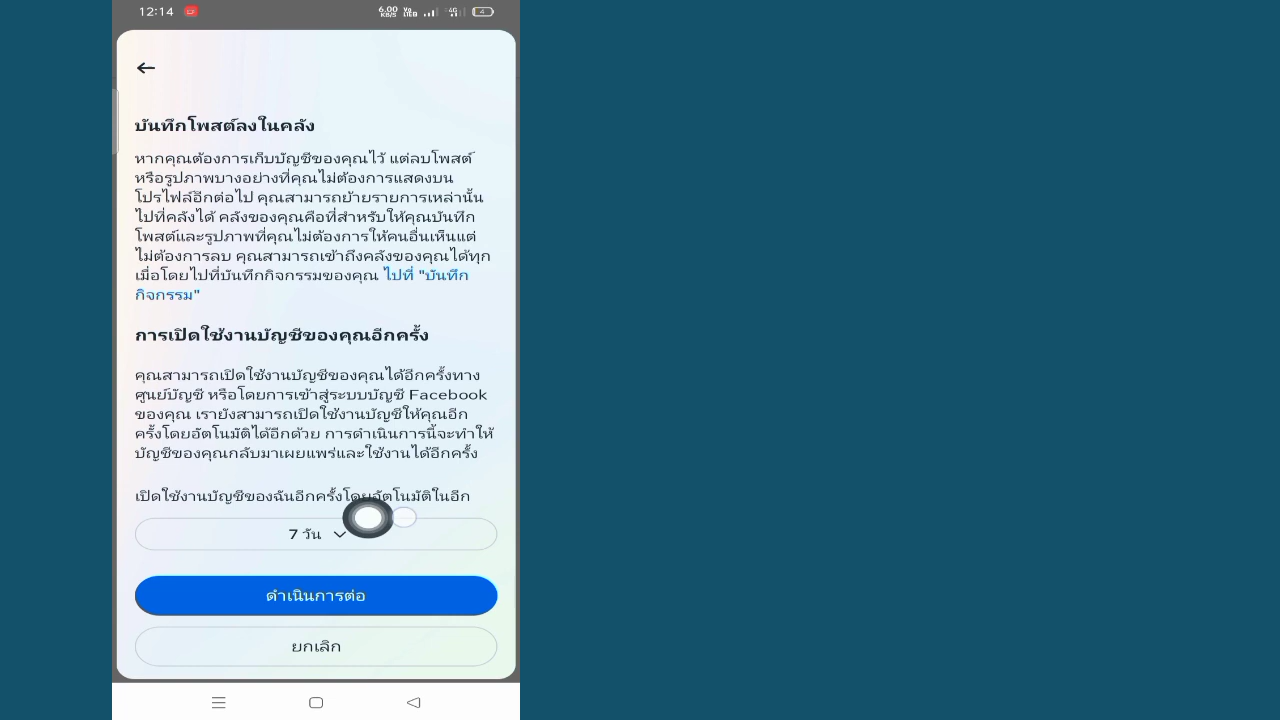 12:14
6.00 KB/S Vo LTE 4G 4
บันทึกโพสต์ลงในคลัง
หากคุณต้องการเก็บบัญชีของคุณไว้ แต่ลบโพสต์
หรือรูปภาพบางอย่างที่คุณไม่ต้องการแสดงบน
โปรไฟล์อีกต่อไป คุณสามารถย้ายรายการเหล่านั้น
ไปที่คลังได้ คลังของคุณคือที่สำหรับให้คุณบันทึก
โพสต์และรูปภาพที่คุณไม่ต้องการให้คนอื่นเห็นแต่
ไม่ต้องการลบ คุณสามารถเข้าถึงคลังของคุณได้ทุก
เมื่อโดยไปที่บันทึกกิจกรรมของคุณ ไปที่ "บันทึก
กิจกรรม"
การเปิดใช้งานบัญชีของคุณอีกครั้ง
คุณสามารถเปิดใช้งานบัญชีของคุณได้อีกครั้งทาง
ศูนย์บัญชี หรือโดยการเข้าสู่ระบบบัญชี Facebook
ของคุณ เรายังสามารถเปิดใช้งานบัญชีให้คุณอีก
ครั้งโดยอัตโนมัติได้อีกด้วย การดำเนินการนี้จะทำให้
บัญชีของคุณกลับมาเผยแพร่และใช้งานได้อีกครั้ง
เปิดใช้งานบัญชีของฉันอีกครั้งโดยอัตโนมัติในอีก
7 วัน
ดำเนินการต่อ
ยกเลิก